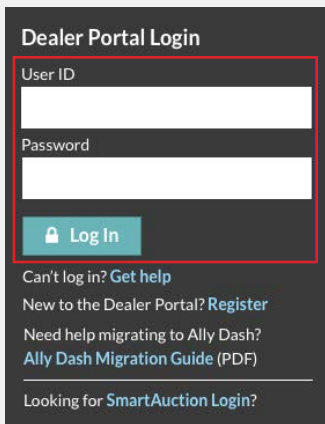 Dealer Portal Login
User ID
Password
Log In
Can't log in? Get help
New to the Dealer Portal? Register
Need help migrating to Ally Dash?
Ally Dash Migration Guide (PDF)
Looking for SmartAuction Login?